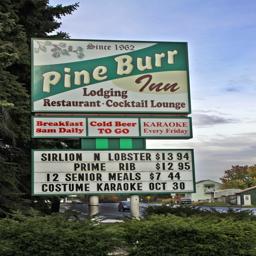 Since 1962
Pine Burr
Inn
Lodging
Restaurant · Cocktail Lounge
Breakfast
8am Daily
Cold Beer
TO GO
KARAOKE
Every Friday
SIRLION N LOBSTER $13 94
PRIME RIB $12 95
12 SENIOR MEALS $7 44
COSTUME KARAOKE OCT 30